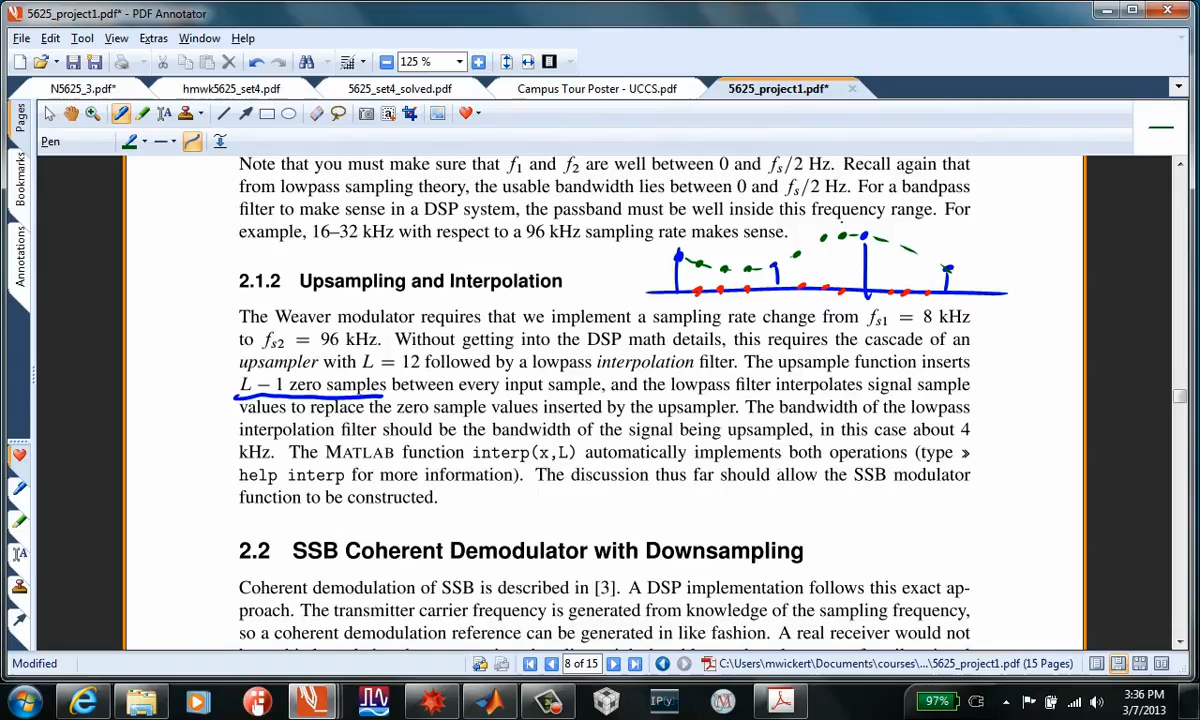 5625_project1.pdf* - PDF Annotator
File Edit Tool View Extras Window Help
125 %
N5625_3.pdf* hmwk5625_set4.pdf 5625_set4_solved.pdf Campus Tour Poster - UCCS.pdf 5625_project1.pdf*
Pen
Pages
Bookmarks
Annotations
Note that you must make sure that f1 and f2 are well between 0 and fs/2 Hz. Recall again that
from lowpass sampling theory, the usable bandwidth lies between 0 and fs/2 Hz. For a bandpass
filter to make sense in a DSP system, the passband must be well inside this frequency range. For
example, 16–32 kHz with respect to a 96 kHz sampling rate makes sense.
2.1.2 Upsampling and Interpolation
The Weaver modulator requires that we implement a sampling rate change from fs1 = 8 kHz
to fs2 = 96 kHz. Without getting into the DSP math details, this requires the cascade of an
upsampler with L = 12 followed by a lowpass interpolation filter. The upsample function inserts
L − 1 zero samples between every input sample, and the lowpass filter interpolates signal sample
values to replace the zero sample values inserted by the upsampler. The bandwidth of the lowpass
interpolation filter should be the bandwidth of the signal being upsampled, in this case about 4
kHz. The MATLAB function interp(x,L) automatically implements both operations (type »
help interp for more information). The discussion thus far should allow the SSB modulator
function to be constructed.
2.2 SSB Coherent Demodulator with Downsampling
Coherent demodulation of SSB is described in [3]. A DSP implementation follows this exact ap-
proach. The transmitter carrier frequency is generated from knowledge of the sampling frequency,
so a coherent demodulation reference can be generated in like fashion. A real receiver would not
Modified 8 of 15 C:\Users\mwickert\Documents\courses\...\5625_project1.pdf (15 Pages)
IP[y]:
97% 3:36 PM
3/7/2013